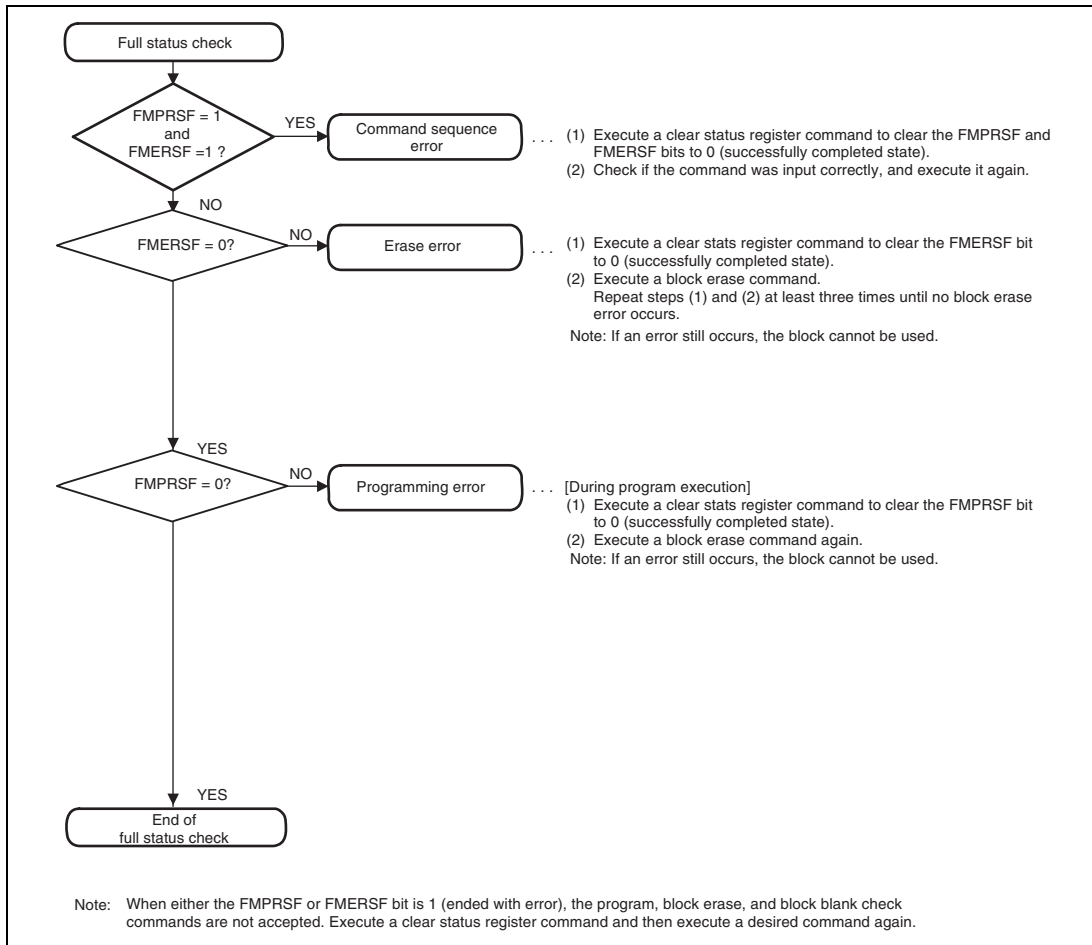 Full status check
FMPRSF = 1
and
FMERSF =1 ?
YES
Command sequence
error
. . .
(1) Execute a clear status register command to clear the FMPRSF and
FMERSF bits to 0 (successfully completed state).
(2) Check if the command was input correctly, and execute it again.
NO
FMERSF = 0?
NO
Erase error
. . .
(1) Execute a clear stats register command to clear the FMERSF bit
to 0 (successfully completed state).
(2) Execute a block erase command.
Repeat steps (1) and (2) at least three times until no block erase
error occurs.
Note: If an error still occurs, the block cannot be used.
YES
FMPRSF = 0?
NO
Programming error
. . .
[During program execution]
(1) Execute a clear stats register command to clear the FMPRSF bit
to 0 (successfully completed state).
(2) Execute a block erase command again.
Note: If an error still occurs, the block cannot be used.
YES
End of
full status check
Note: When either the FMPRSF or FMERSF bit is 1 (ended with error), the program, block erase, and block blank check
commands are not accepted. Execute a clear status register command and then execute a desired command again.